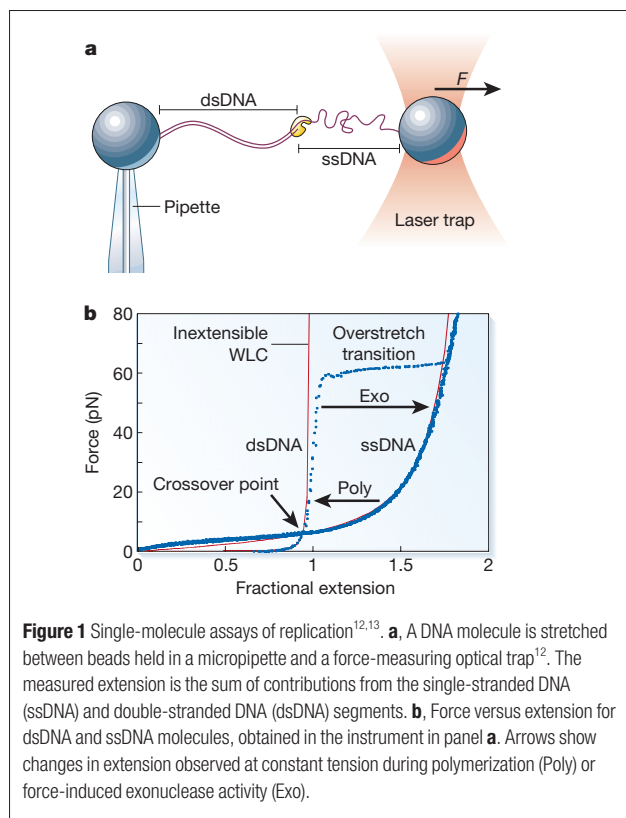 a
F
dsDNA
ssDNA
Pipette
Laser trap
b
80
60
40
20
0
Force (pN)
Inextensible
WLC
Overstretch
transition
Exo
dsDNA
ssDNA
Crossover point
Poly
0
0.5
1
1.5
2
Fractional extension
Figure 1 Single-molecule assays of replication12,13. a, A DNA molecule is stretched
between beads held in a micropipette and a force-measuring optical trap12. The
measured extension is the sum of contributions from the single-stranded DNA
(ssDNA) and double-stranded DNA (dsDNA) segments. b, Force versus extension for
dsDNA and ssDNA molecules, obtained in the instrument in panel a. Arrows show
changes in extension observed at constant tension during polymerization (Poly) or
force-induced exonuclease activity (Exo).